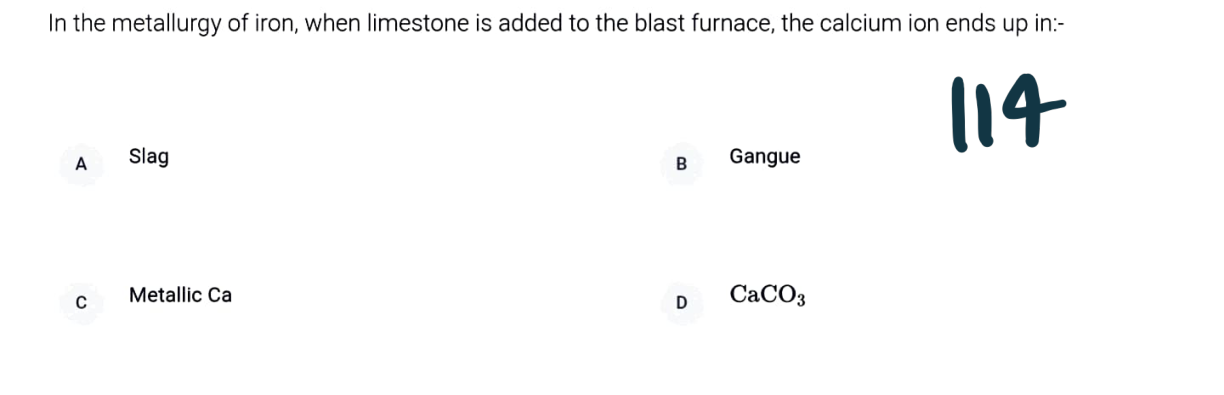 In the metallurgy of iron, when limestone is added to the blast furnace, the calcium ion ends up in:-
114
A Slag
B Gangue
C Metallic Ca
D CaCO₃